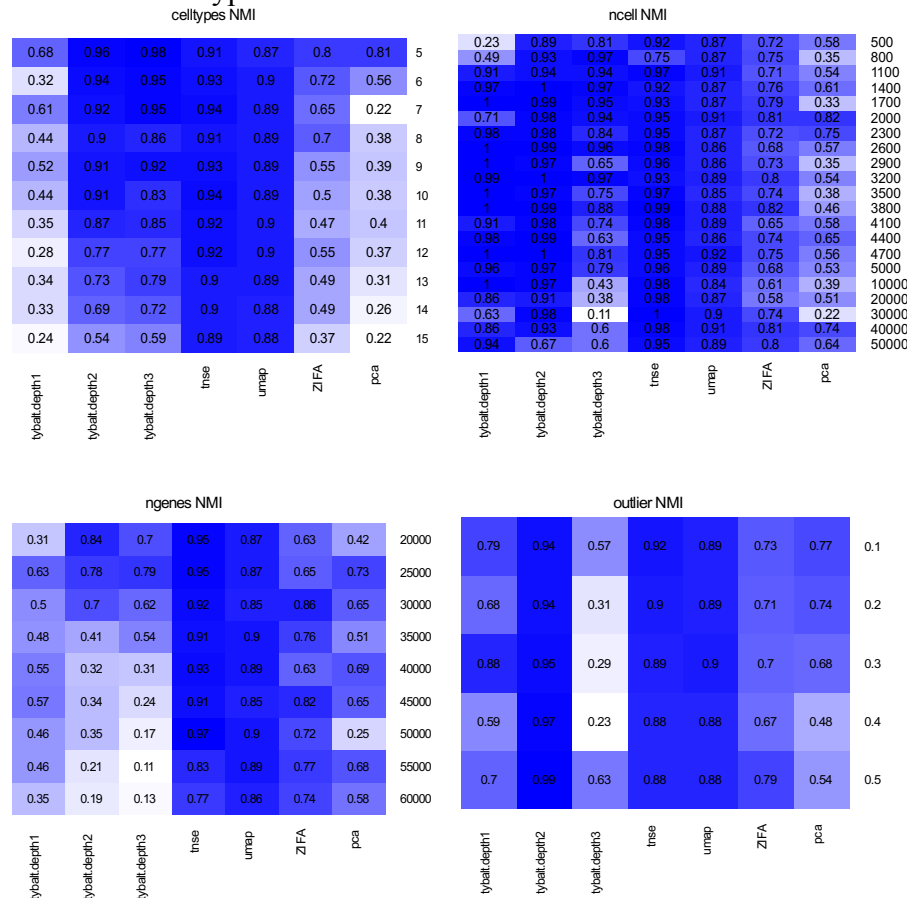 yp
celltypes NMI
0.68 0.96 0.98 0.91 0.87 0.8 0.81 5
0.32 0.94 0.95 0.93 0.9 0.72 0.56 6
0.61 0.92 0.95 0.94 0.89 0.65 0.22 7
0.44 0.9 0.86 0.91 0.89 0.7 0.38 8
0.52 0.91 0.92 0.93 0.89 0.55 0.39 9
0.44 0.91 0.83 0.94 0.89 0.5 0.38 10
0.35 0.87 0.85 0.92 0.9 0.47 0.4 11
0.28 0.77 0.77 0.92 0.9 0.55 0.37 12
0.34 0.73 0.79 0.9 0.89 0.49 0.31 13
0.33 0.69 0.72 0.9 0.88 0.49 0.26 14
0.24 0.54 0.59 0.89 0.88 0.37 0.22 15
tybalt.depth1 tybalt.depth2 tybalt.depth3 tnse umap ZIFA pca
ncell NMI
0.23 0.89 0.81 0.92 0.87 0.72 0.58 500
0.49 0.93 0.97 0.75 0.87 0.75 0.35 800
0.91 0.94 0.94 0.97 0.91 0.71 0.54 1100
0.97 1 0.97 0.92 0.87 0.76 0.61 1400
1 0.99 0.95 0.93 0.87 0.79 0.33 1700
0.71 0.98 0.94 0.95 0.91 0.81 0.82 2000
0.98 0.98 0.84 0.95 0.87 0.72 0.75 2300
1 0.99 0.96 0.98 0.86 0.68 0.57 2600
1 0.97 0.65 0.96 0.86 0.73 0.35 2900
0.99 1 0.97 0.93 0.89 0.8 0.54 3200
1 0.97 0.75 0.97 0.85 0.74 0.38 3500
1 0.99 0.88 0.99 0.88 0.82 0.46 3800
0.91 0.98 0.74 0.98 0.89 0.65 0.58 4100
0.98 0.99 0.63 0.95 0.86 0.74 0.65 4400
1 1 0.81 0.95 0.92 0.75 0.56 4700
0.96 0.97 0.79 0.96 0.89 0.68 0.53 5000
1 0.97 0.43 0.98 0.84 0.61 0.39 10000
0.86 0.91 0.38 0.98 0.87 0.58 0.51 20000
0.63 0.98 0.11 1 0.9 0.74 0.22 30000
0.86 0.93 0.6 0.98 0.91 0.81 0.74 40000
0.94 0.67 0.6 0.95 0.89 0.8 0.64 50000
tybalt.depth1 tybalt.depth2 tybalt.depth3 tnse umap ZIFA pca
ngenes NMI
0.31 0.84 0.7 0.95 0.87 0.63 0.42 20000
0.63 0.78 0.79 0.95 0.87 0.65 0.73 25000
0.5 0.7 0.62 0.92 0.85 0.86 0.65 30000
0.48 0.41 0.54 0.91 0.9 0.76 0.51 35000
0.55 0.32 0.31 0.93 0.89 0.63 0.69 40000
0.57 0.34 0.24 0.91 0.85 0.82 0.65 45000
0.46 0.35 0.17 0.97 0.9 0.72 0.25 50000
0.46 0.21 0.11 0.83 0.89 0.77 0.68 55000
0.35 0.19 0.13 0.77 0.86 0.74 0.58 60000
tybalt.depth1 tybalt.depth2 tybalt.depth3 tnse umap ZIFA pca
outlier NMI
0.79 0.94 0.57 0.92 0.89 0.73 0.77 0.1
0.68 0.94 0.31 0.9 0.89 0.71 0.74 0.2
0.88 0.95 0.29 0.89 0.9 0.7 0.68 0.3
0.59 0.97 0.23 0.88 0.88 0.67 0.48 0.4
0.7 0.99 0.63 0.88 0.88 0.79 0.54 0.5
tybalt.depth1 tybalt.depth2 tybalt.depth3 tnse umap ZIFA pca